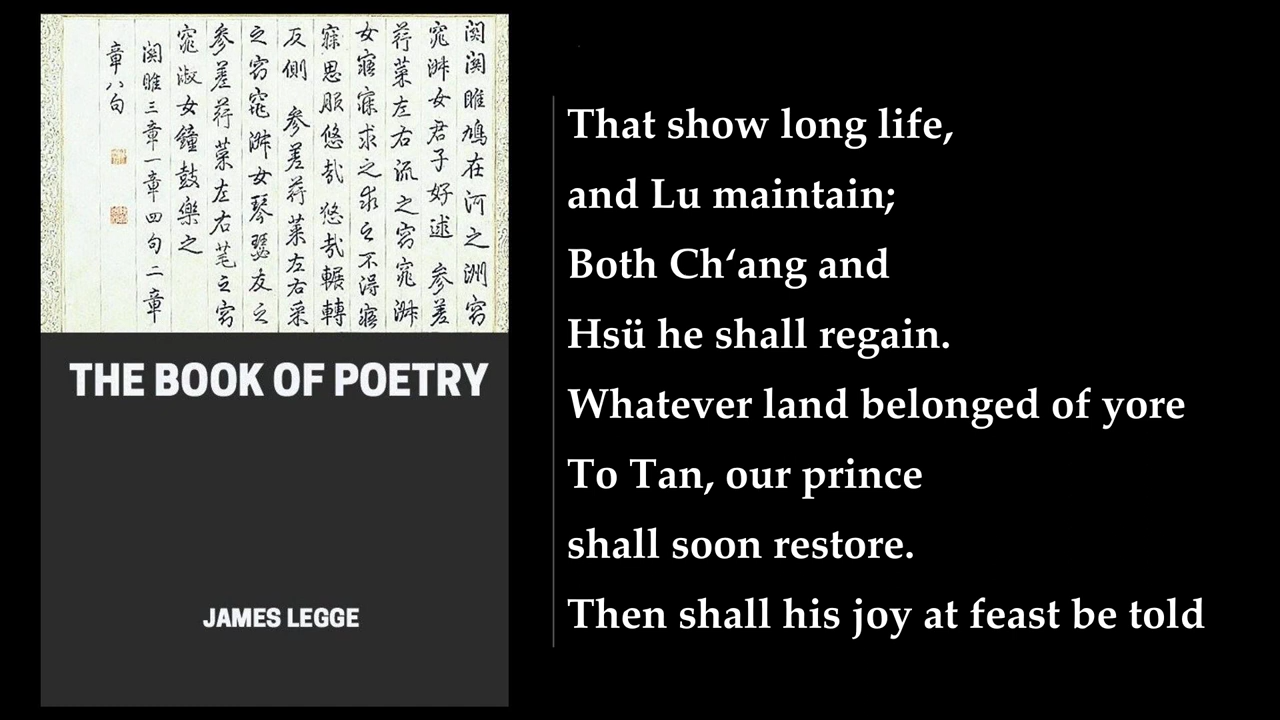 関関雎鳩在河之洲窈
窕淑女君子好逑 參差
荇菜左右流之窈窕淑
女寤寐求之求之不得寤
寐思服悠哉悠哉輾轉
反側 參差荇菜左右采
之窈窕淑女琴瑟友之
參差荇菜左右芼之窈
窕淑女鐘鼓樂之
関雎三章一章四句二章
章八句
THE BOOK OF POETRY
JAMES LEGGE
That show long life,
and Lu maintain;
Both Ch‘ang and
Hsü he shall regain.
Whatever land belonged of yore
To Tan, our prince
shall soon restore.
Then shall his joy at feast be told